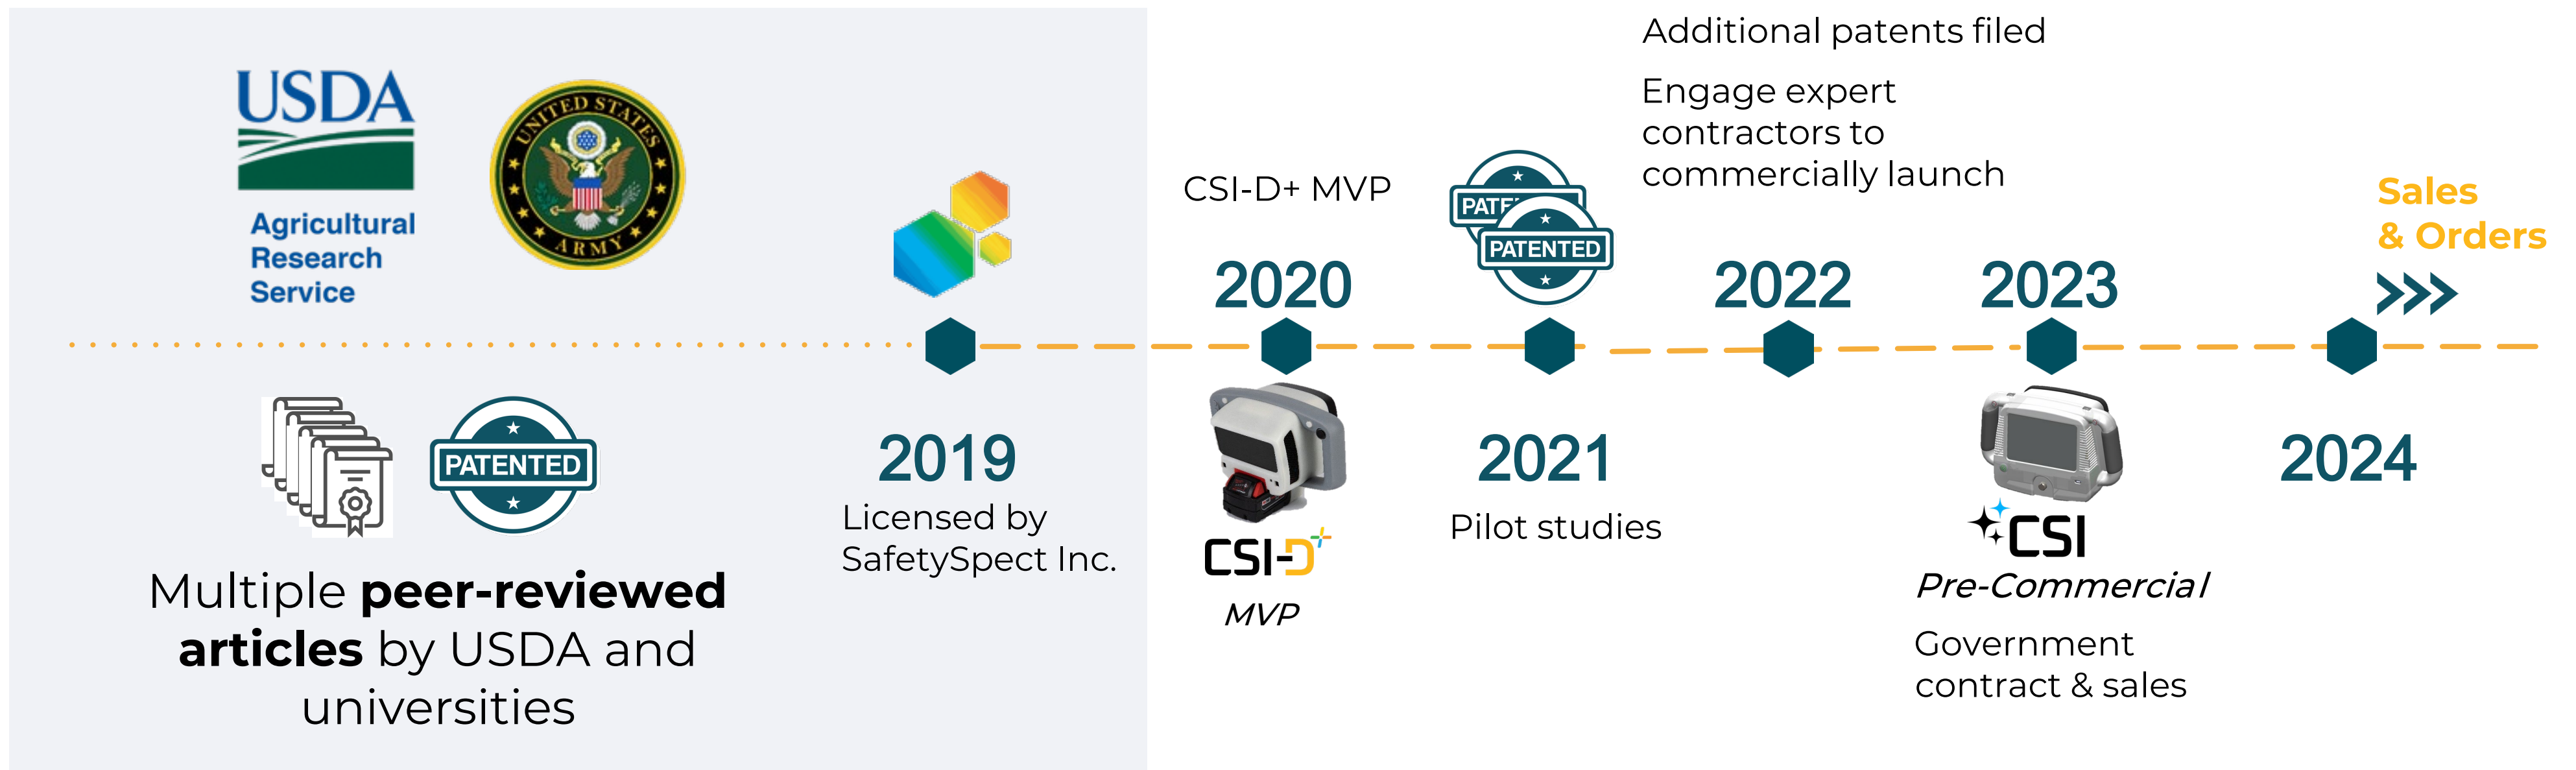 USDA
Agricultural
Research
Service
UNITED STATES
ARMY
PATENTED
Multiple peer-reviewed
articles by USDA and
universities
2019
Licensed by
SafetySpect Inc.
CSI-D+ MVP
2020
CSI-D+
MVP
PATE
PATENTED
2021
Pilot studies
Additional patents filed
Engage expert
contractors to
commercially launch
2022
2023
CSI
Pre-Commercial
Government
contract & sales
Sales
& Orders
2024